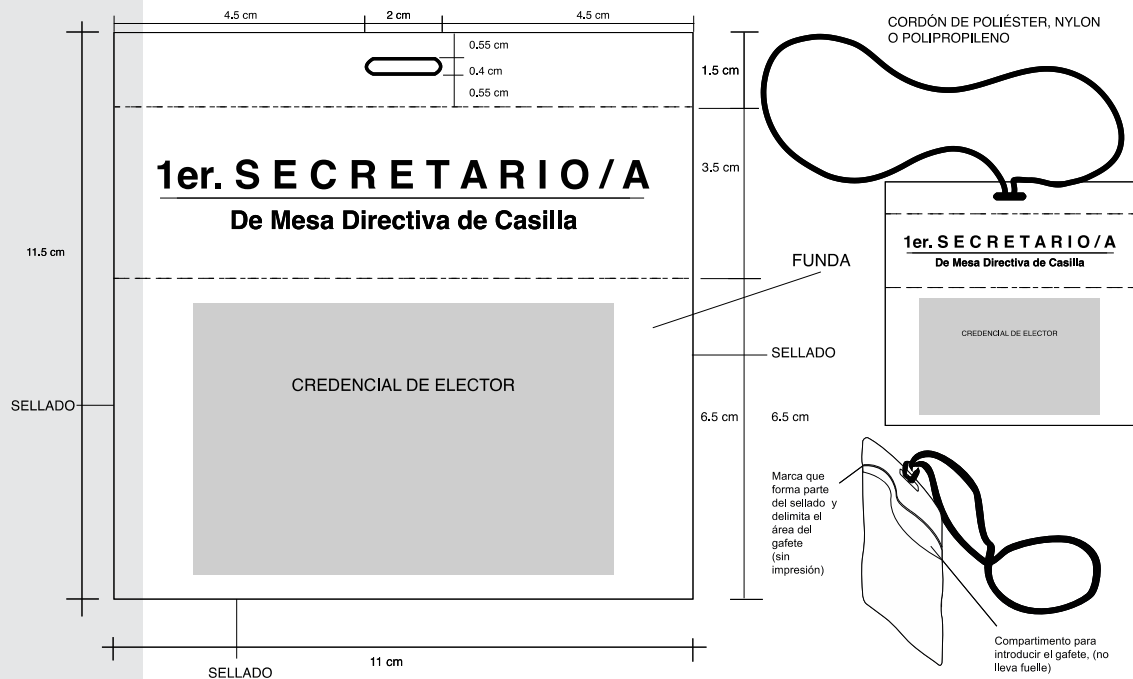 4.5 cm
2 cm
4.5 cm
0.55 cm
0.4 cm
0.55 cm
1.5 cm
3.5 cm
1er. SECRETARIO/A
De Mesa Directiva de Casilla
11.5 cm
FUNDA
CREDENCIAL DE ELECTOR
SELLADO
SELLADO
6.5 cm
6.5 cm
11 cm
SELLADO
CORDÓN DE POLIÉSTER, NYLON
O POLIPROPILENO
1er. SECRETARIO/A
De Mesa Directiva de Casilla
CREDENCIAL DE ELECTOR
Marca que
forma parte
del sellado y
delimita el
área del
gafete
(sin
impresión)
Compartimento para
introducir el gafete, (no
lleva fuelle)